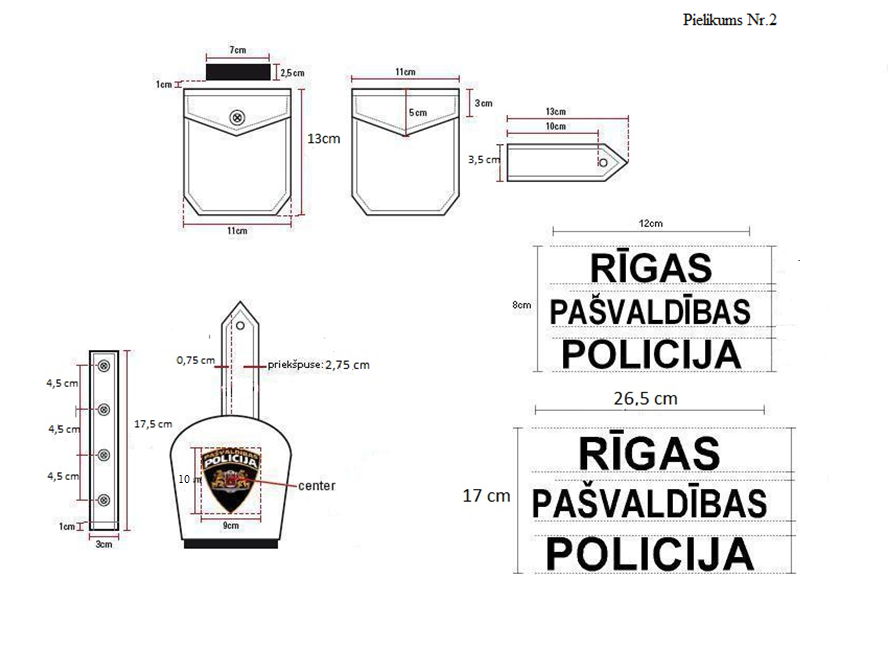 Pielikums Nr.2
7cm
2,5cm
1cm
13cm
11cm
11cm
3cm
5cm
13cm
10cm
3,5 cm
12cm
8cm
RĪGAS
PAŠVALDĪBAS
POLICIJA
26,5 cm
17 cm
RĪGAS
PAŠVALDĪBAS
POLICIJA
4,5 cm
4,5 cm
4,5 cm
17,5 cm
1cm
3cm
0,75 cm
priekšpuse: 2,75 cm
PAŠVALDĪBAS
POLICIJA
10
center
9cm